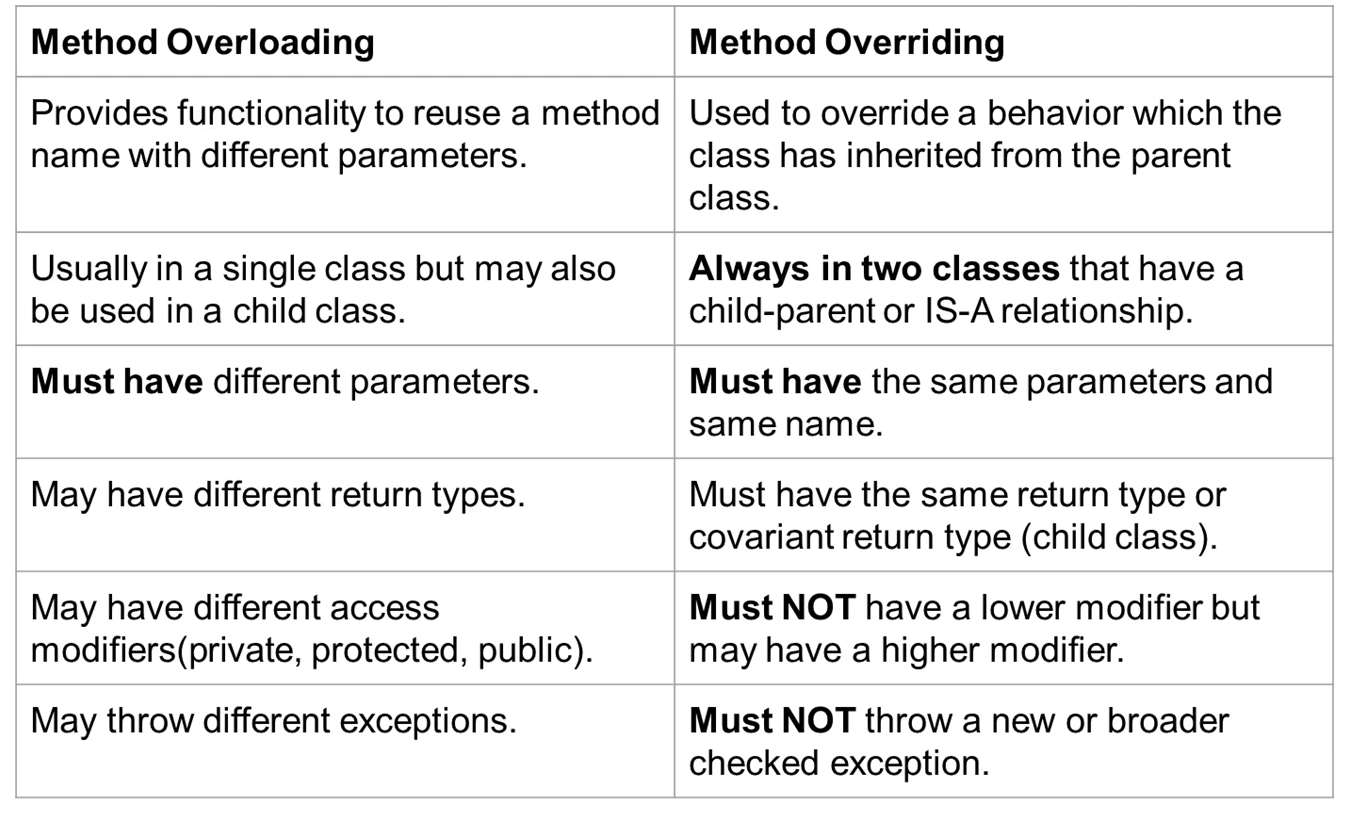 Method Overloading
Method Overriding
Provides functionality to reuse a method
name with different parameters.
Used to override a behavior which the
class has inherited from the parent
class.
Usually in a single class but may also
be used in a child class.
Always in two classes that have a
child-parent or IS-A relationship.
Must have different parameters.
Must have the same parameters and
same name.
May have different return types.
Must have the same return type or
covariant return type (child class).
May have different access
modifiers(private, protected, public).
Must NOT have a lower modifier but
may have a higher modifier.
May throw different exceptions.
Must NOT throw a new or broader
checked exception.